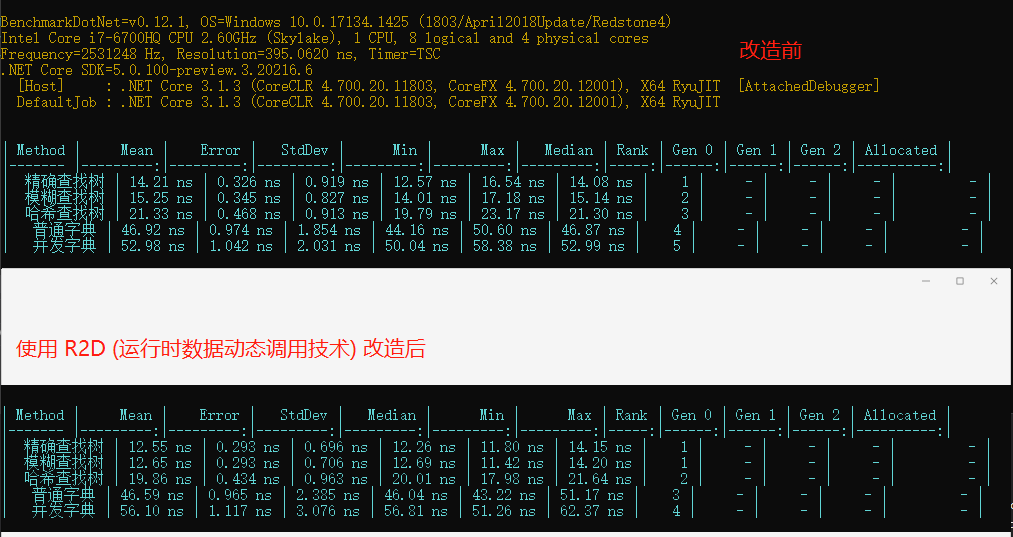 BenchmarkDotNet=v0.12.1, OS=Windows 10.0.17134.1425 (1803/April2018Update/Redstone4)
Intel Core i7-6700HQ CPU 2.60GHz (Skylake), 1 CPU, 8 logical and 4 physical cores
Frequency=2531248 Hz, Resolution=395.0620 ns, Timer=TSC
改造前
.NET Core SDK=5.0.100-preview.3.20216.6
[Host]     : .NET Core 3.1.3 (CoreCLR 4.700.20.11803, CoreFX 4.700.20.12001), X64 RyuJIT  [AttachedDebugger]
DefaultJob : .NET Core 3.1.3 (CoreCLR 4.700.20.11803, CoreFX 4.700.20.12001), X64 RyuJIT
| Method | Mean | Error | StdDev | Min | Max | Median | Rank | Gen 0 | Gen 1 | Gen 2 | Allocated |
|------- |---------:|---------:|---------:|---------:|---------:|---------:|-----:|------:|------:|------:|----------:|
| 精确查找树 | 14.21 ns | 0.326 ns | 0.919 ns | 12.57 ns | 16.54 ns | 14.08 ns | 1 | - | - | - | - |
| 模糊查找树 | 15.25 ns | 0.345 ns | 0.827 ns | 14.01 ns | 17.18 ns | 15.14 ns | 2 | - | - | - | - |
| 哈希查找树 | 21.33 ns | 0.468 ns | 0.913 ns | 19.79 ns | 23.17 ns | 21.30 ns | 3 | - | - | - | - |
| 普通字典 | 46.92 ns | 0.974 ns | 1.854 ns | 44.16 ns | 50.60 ns | 46.87 ns | 4 | - | - | - | - |
| 并发字典 | 52.98 ns | 1.042 ns | 2.031 ns | 50.04 ns | 58.38 ns | 52.99 ns | 5 | - | - | - | - |
使用 R2D (运行时数据动态调用技术) 改造后
| Method | Mean | Error | StdDev | Median | Min | Max | Rank | Gen 0 | Gen 1 | Gen 2 | Allocated |
|------- |---------:|---------:|---------:|---------:|---------:|---------:|-----:|------:|------:|------:|----------:|
| 精确查找树 | 12.55 ns | 0.293 ns | 0.696 ns | 12.26 ns | 11.80 ns | 14.15 ns | 1 | - | - | - | - |
| 模糊查找树 | 12.65 ns | 0.293 ns | 0.706 ns | 12.69 ns | 11.42 ns | 14.20 ns | 1 | - | - | - | - |
| 哈希查找树 | 19.86 ns | 0.434 ns | 0.963 ns | 20.01 ns | 17.98 ns | 21.64 ns | 2 | - | - | - | - |
| 普通字典 | 46.59 ns | 0.965 ns | 2.385 ns | 46.04 ns | 43.22 ns | 51.17 ns | 3 | - | - | - | - |
| 并发字典 | 56.10 ns | 1.117 ns | 3.076 ns | 56.81 ns | 51.26 ns | 62.37 ns | 4 | - | - | - | - |